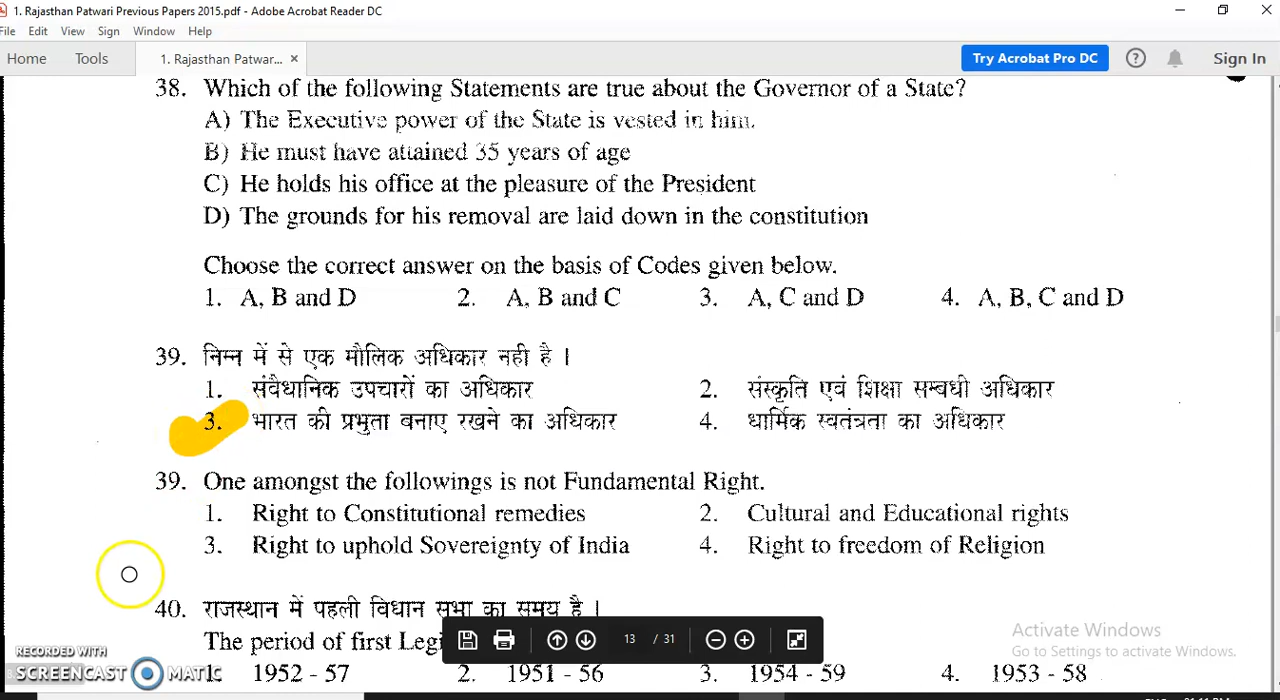 1. Rajasthan Patwari Previous Papers 2015.pdf - Adobe Acrobat Reader DC
File Edit View Sign Window Help
Home Tools 1. Rajasthan Patwar... × Try Acrobat Pro DC Sign In
38. Which of the following Statements are true about the Governor of a State?
A) The Executive power of the State is vested in him.
B) He must have attained 35 years of age
C) He holds his office at the pleasure of the President
D) The grounds for his removal are laid down in the constitution
Choose the correct answer on the basis of Codes given below.
1. A, B and D 2. A, B and C 3. A, C and D 4. A, B, C and D
39. निम्न में से एक मौलिक अधिकार नही है ।
1. संवैधानिक उपचारों का अधिकार 2. संस्कृति एवं शिक्षा सम्बधी अधिकार
3. भारत की प्रभुता बनाए रखने का अधिकार 4. धार्मिक स्वतंत्रता का अधिकार
39. One amongst the followings is not Fundamental Right.
1. Right to Constitutional remedies 2. Cultural and Educational rights
3. Right to uphold Sovereignty of India 4. Right to freedom of Religion
40. राजस्थान में पहली विधान सभा का समय है ।
The period of first
13 / 31
1. 1952 - 57 2. 1951 - 56 3. 1954 - 59 4. 1953 - 58
Activate Windows
Go to Settings to activate Windows.
RECORDED WITH
SCREENCAST MATIC